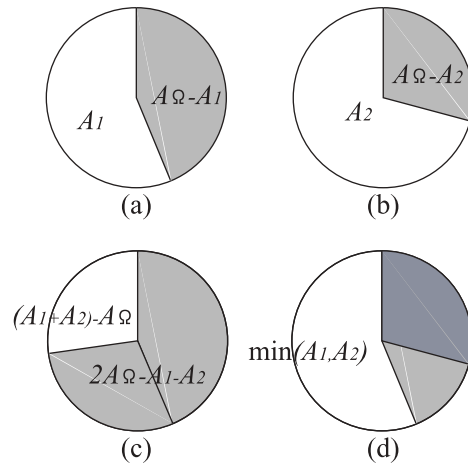 A1
AΩ-A1
(a)
A2
AΩ-A2
(b)
(A1+A2)-AΩ
2AΩ-A1-A2
(c)
min(A1,A2)
(d)